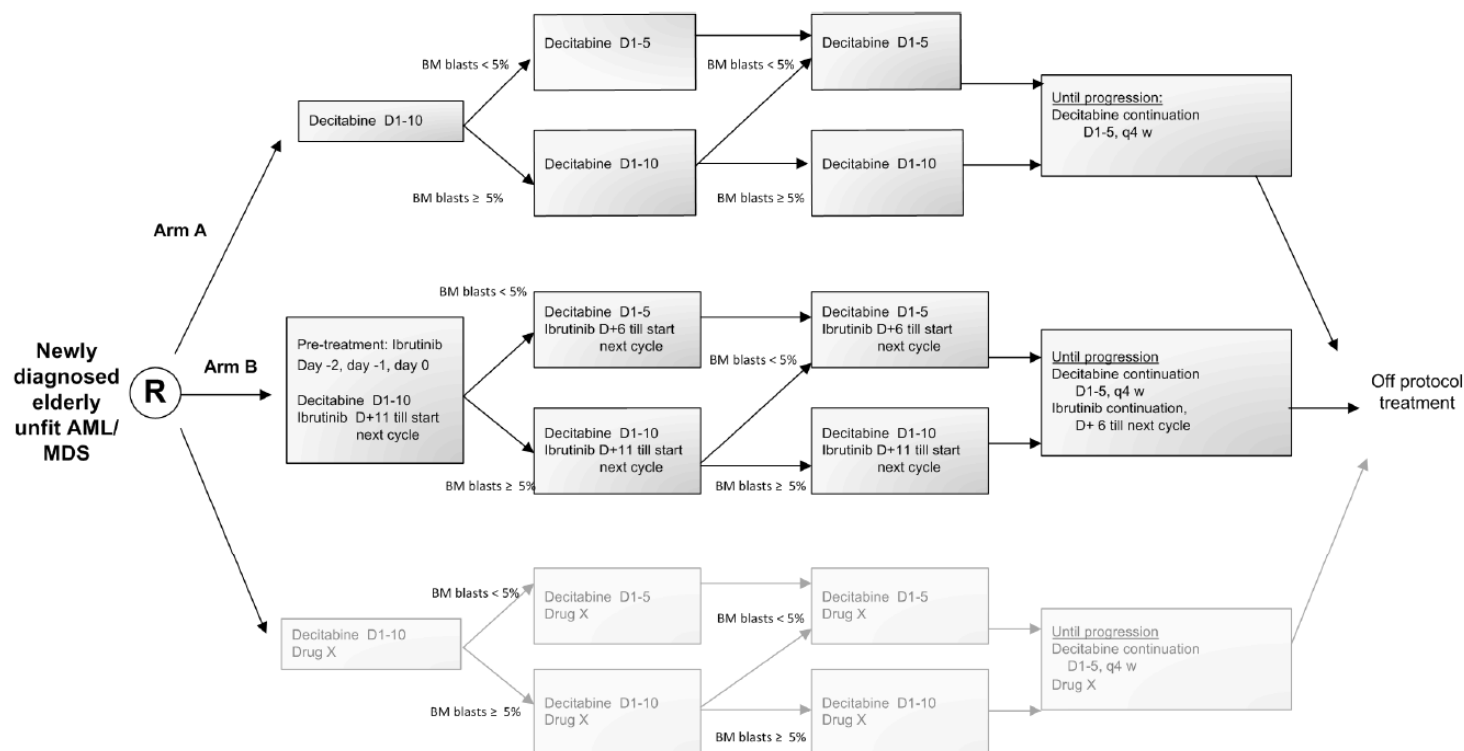 Newly
diagnosed
elderly
unfit AML/
MDS
R
Arm A
Decitabine D1-10
BM blasts < 5%
BM blasts ≥ 5%
Decitabine D1-5
Decitabine D1-10
BM blasts < 5%
BM blasts ≥ 5%
Decitabine D1-5
Decitabine D1-10
Until progression:
Decitabine continuation
D1-5, q4 w
Arm B
Pre-treatment: Ibrutinib
Day -2, day -1, day 0
Decitabine D1-10
Ibrutinib D+11 till start
next cycle
BM blasts < 5%
BM blasts ≥ 5%
Decitabine D1-5
Ibrutinib D+6 till start
next cycle
Decitabine D1-10
Ibrutinib D+11 till start
next cycle
BM blasts < 5%
BM blasts ≥ 5%
Decitabine D1-5
Ibrutinib D+6 till start
next cycle
Decitabine D1-10
Ibrutinib D+11 till start
next cycle
Until progression
Decitabine continuation
D1-5, q4 w
Ibrutinib continuation,
D+ 6 till next cycle
Decitabine D1-10
Drug X
BM blasts < 5%
BM blasts ≥ 5%
Decitabine D1-5
Drug X
Decitabine D1-10
Drug X
BM blasts < 5%
BM blasts ≥ 5%
Decitabine D1-5
Drug X
Decitabine D1-10
Drug X
Until progression
Decitabine continuation
D1-5, q4 w
Drug X
Off protocol
treatment